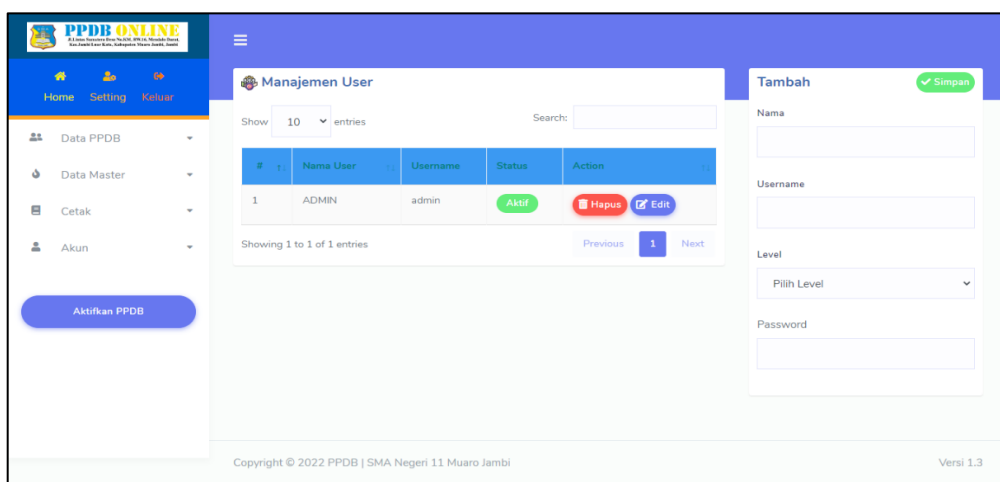 PPDB ONLINE
Home Setting Keluar
Data PPDB
Data Master
Cetak
Akun
Aktifkan PPDB
Manajemen User
Show 10 entries
Search:
# Nama User Username Status Action
1 ADMIN admin Aktif Hapus Edit
Showing 1 to 1 of 1 entries
Previous 1 Next
Tambah
Simpan
Nama
Username
Level
Pilih Level
Password
Copyright © 2022 PPDB | SMA Negeri 11 Muaro Jambi
Versi 1.3